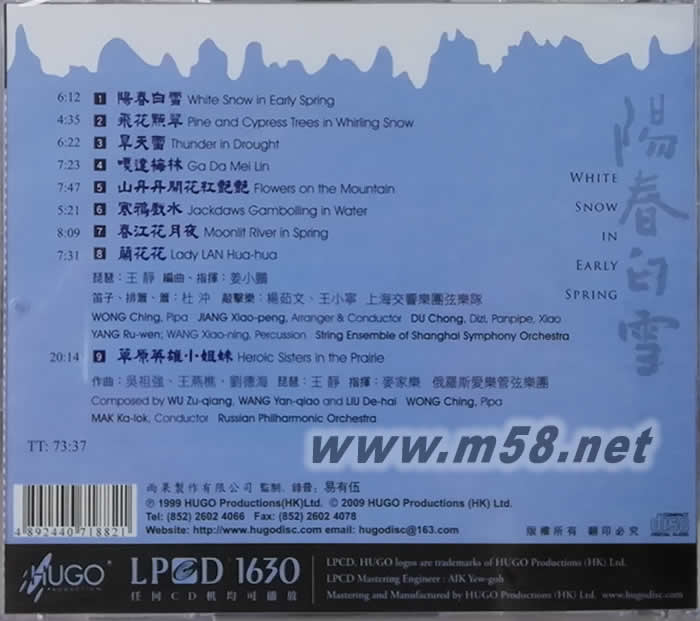 6:12 1 陽春白雪 White Snow in Early Spring
4:35 2 飛花點翠 Pine and Cypress Trees in Whirling Snow
6:22 3 旱天雷 Thunder in Drought
7:23 4 嘎達梅林 Ga Da Mei Lin
7:47 5 山丹丹開花紅艷艷 Flowers on the Mountain
5:21 6 寒鴉戲水 Jackdaws Gambolling in Water
7:09 7 春江花月夜 Moonlit River in Spring
7:31 8 蘭花花 Lady LAN Hua-hua
琵琶：王 靜 編曲、指揮：姜小鵬
笛子、排簫、簫：杜 沖 敲擊樂：楊茹文、王小寧 上海交響樂團弦樂隊
WONG Ching, Pipa JIANG Xiao-peng, Arranger & Conductor DU Chong, Dizi, Panpipe, Xiao
YANG Ru-wen; WANG Xiao-ning, Percussion String Ensemble of Shanghai Symphony Orchestra
20:14 9 草原英雄小姐妹 Heroic Sisters in the Prairie
作曲：吳祖強、王燕樵、劉德海 琵琶：王 靜 指揮：麥家樂 俄羅斯愛樂管弦樂團
Composed by WU Zu-qiang, WANG Yan-qiao and LIU De-hai WONG Ching, Pipa
MAK Ka-lok, Conductor Russian Philharmonic Orchestra
TT: 73:37
陽春白雪
WHITE
SNOW
IN
EARLY
SPRING
www.m58.net
4 892440 718821
雨果製作有限公司 監制、錄音：易有伍
℗ 1999 HUGO Productions(HK)Ltd. © 2009 HUGO Productions (HK) Ltd.
Tel: (852) 2602 4066 Fax: (852) 2602 4078
Website: http://www.hugodisc.com email: hugodisc@163.com
版權所有 翻印必究
COMPACT disc DIGITAL AUDIO
HUGO
PRODUCTION
LPCD 1630
任何CD机均可播放
LPCD, HUGO logos are trademarks of HUGO Productions (HK) Ltd.
LPCD Mastering Engineer : AIK Yew-goh
Mastering and Manufactured by HUGO Productions (HK) Ltd. www.hugodisc.com